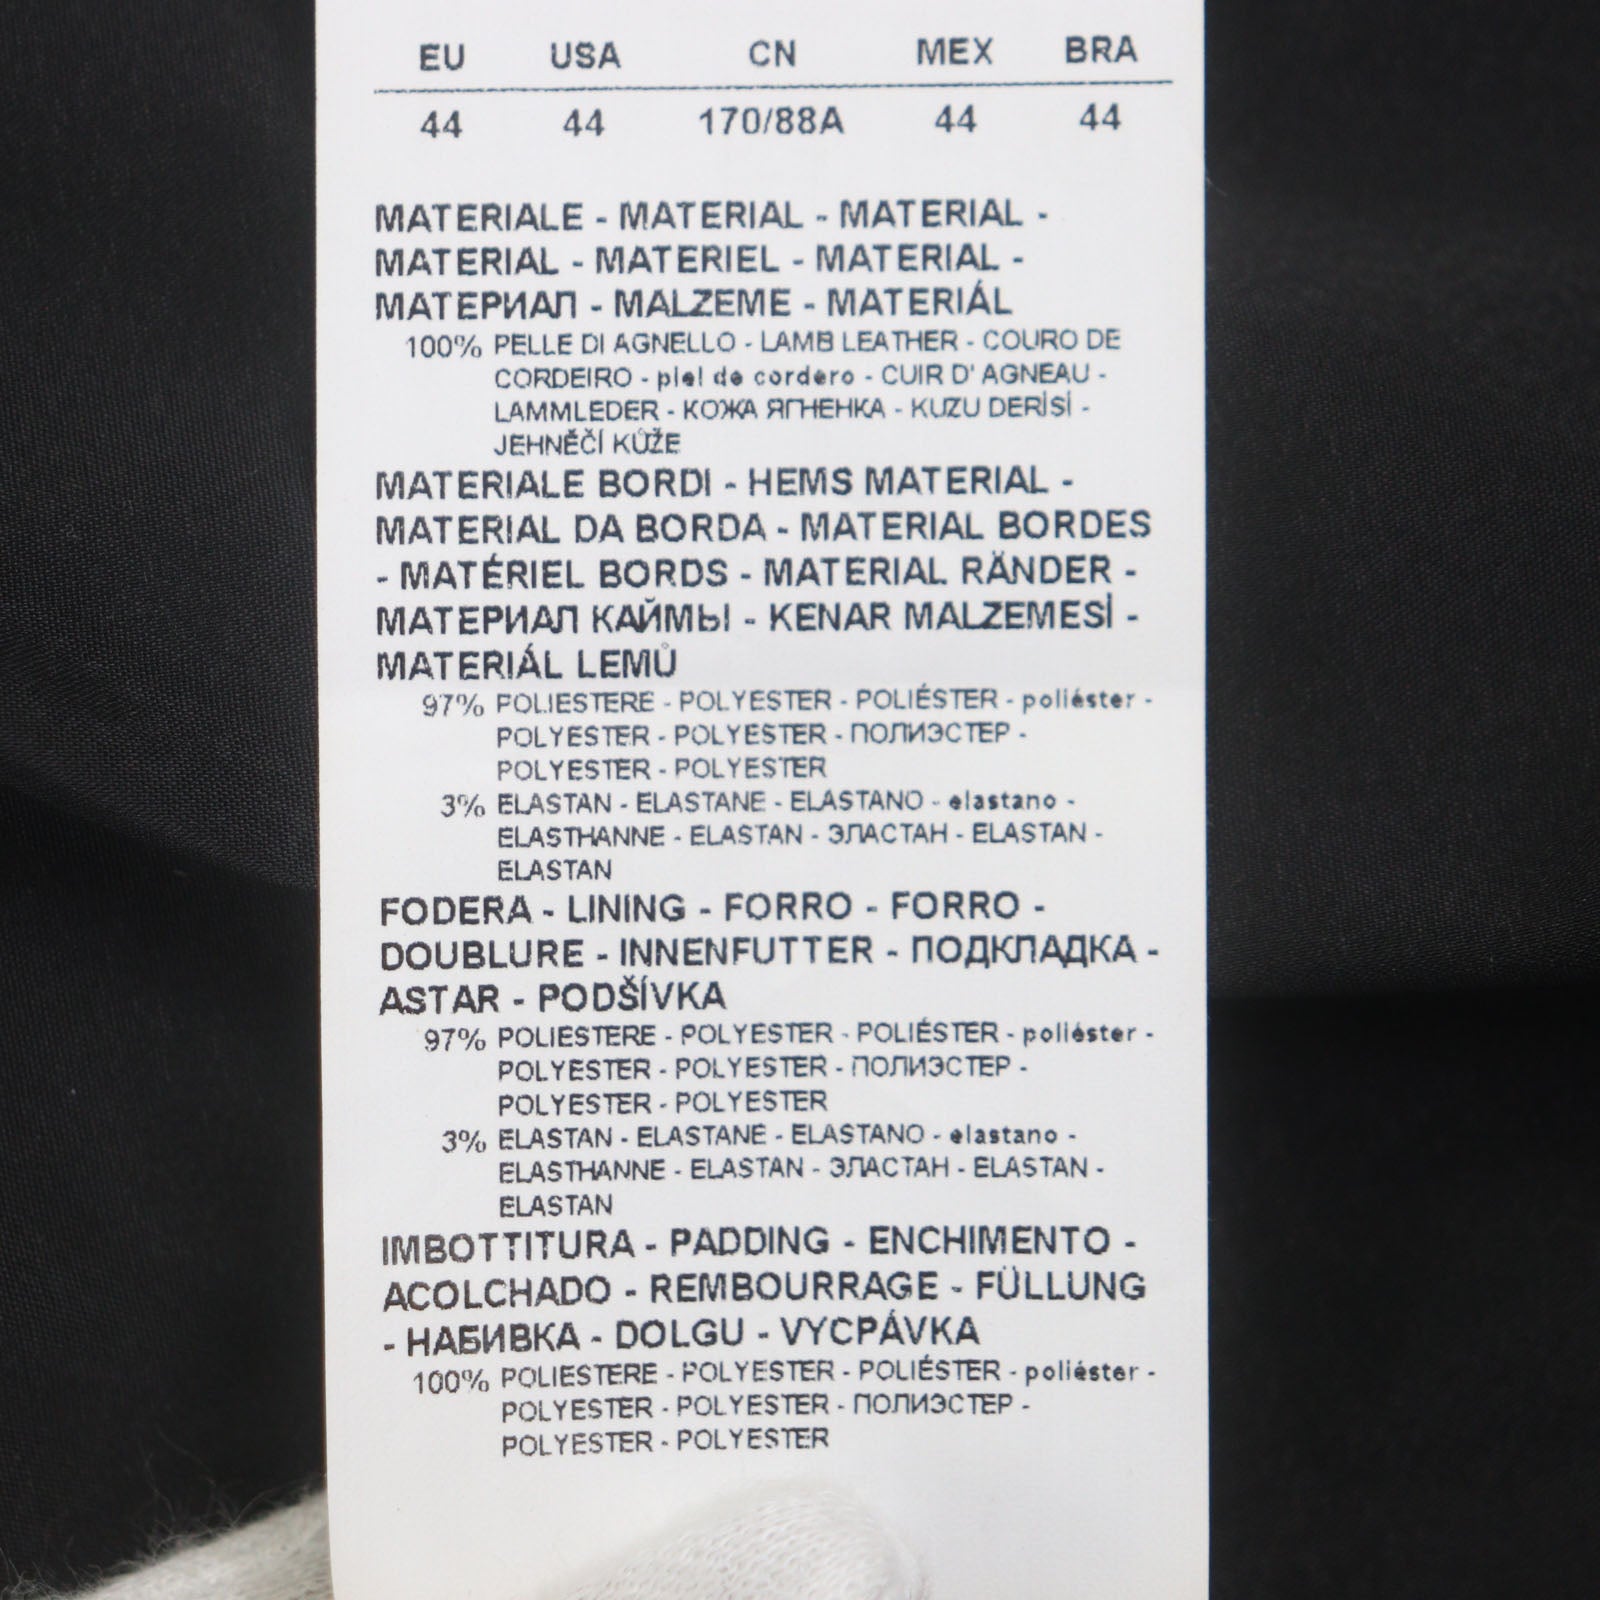 EU USA CN MEX BRA
44 44 170/88A 44 44
MATERIALE - MATERIAL - MATERIAL -
MATERIAL - MATERIEL - MATERIAL -
МАТЕРИАЛ - MALZEME - MATERIÁL
100% PELLE DI AGNELLO - LAMB LEATHER - COURO DE
CORDEIRO - piel de cordero - CUIR D' AGNEAU -
LAMMLEDER - КОЖА ЯГНЕНКА - KUZU DERİSİ -
JEHNĚČÍ KŮŽE
MATERIALE BORDI - HEMS MATERIAL -
MATERIAL DA BORDA - MATERIAL BORDES
- MATÉRIEL BORDS - MATERIAL RÄNDER -
МАТЕРИАЛ КАЙМЫ - KENAR MALZEMESİ -
MATERIÁL LEMŮ
97% POLIESTERE - POLYESTER - POLIÉSTER - poliéster -
POLYESTER - POLYESTER - ПОЛИЭСТЕР -
POLYESTER - POLYESTER
3% ELASTAN - ELASTANE - ELASTANO - elastano -
ELASTHANNE - ELASTAN - ЭЛАСТАН - ELASTAN -
ELASTAN
FODERA - LINING - FORRO - FORRO -
DOUBLURE - INNENFUTTER - ПОДКЛАДКА -
ASTAR - PODŠÍVKA
97% POLIESTERE - POLYESTER - POLIÉSTER - poliéster -
POLYESTER - POLYESTER - ПОЛИЭСТЕР -
POLYESTER - POLYESTER
3% ELASTAN - ELASTANE - ELASTANO - elastano -
ELASTHANNE - ELASTAN - ЭЛАСТАН - ELASTAN -
ELASTAN
IMBOTTITURA - PADDING - ENCHIMENTO -
ACOLCHADO - REMBOURRAGE - FÜLLUNG
- НАБИВКА - DOLGU - VYCPÁVKA
100% POLIESTERE - POLYESTER - POLIÉSTER - poliéster -
POLYESTER - POLYESTER - ПОЛИЭСТЕР -
POLYESTER - POLYESTER